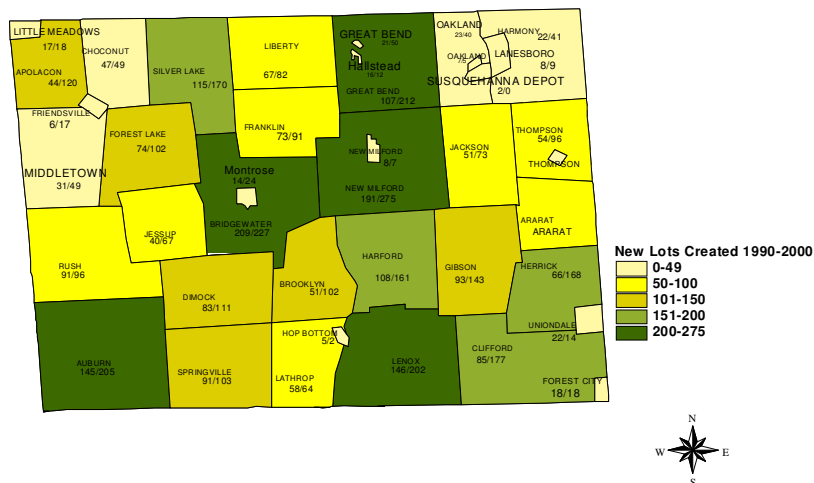 LITTLE MEADOWS
17/18
APOLACON
44/120
CHOCONUT
47/49
SILVER LAKE
115/170
LIBERTY
67/82
GREAT BEND
21/50
Hallstead
16/12
GREAT BEND
107/212
OAKLAND
23/40
OAKLAND
HARMONY
22/41
LANESBORO
8/9
SUSQUEHANNA DEPOT
2/0
FRIENDSVILLE
6/17
FOREST LAKE
74/102
FRANKLIN
73/91
NEW MILFORD
8/7
NEW MILFORD
191/275
JACKSON
51/73
THOMPSON
54/96
THOMPSON
MIDDLETOWN
31/49
Montrose
14/24
BRIDGEWATER
209/227
JESSUP
40/67
ARARAT
ARARAT
RUSH
91/96
DIMOCK
83/111
BROOKLYN
51/102
HARFORD
108/161
GIBSON
93/143
HERRICK
66/168
UNIONDALE
22/14
HOP BOTTOM
5/2
AUBURN
145/205
SPRINGVILLE
91/103
LATHROP
58/64
LENOX
146/202
CLIFFORD
85/177
FOREST CITY
18/18
New Lots Created 1990-2000
0-49
50-100
101-150
151-200
200-275
N
W E
S